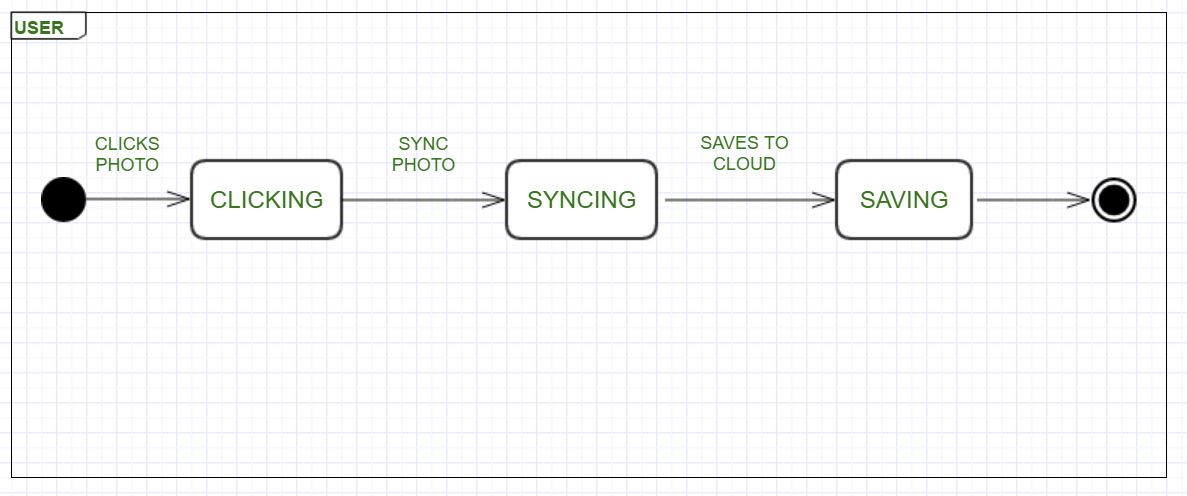 USER
CLICKS
PHOTO
SYNC
PHOTO
SAVES TO
CLOUD
CLICKING
SYNCING
SAVING